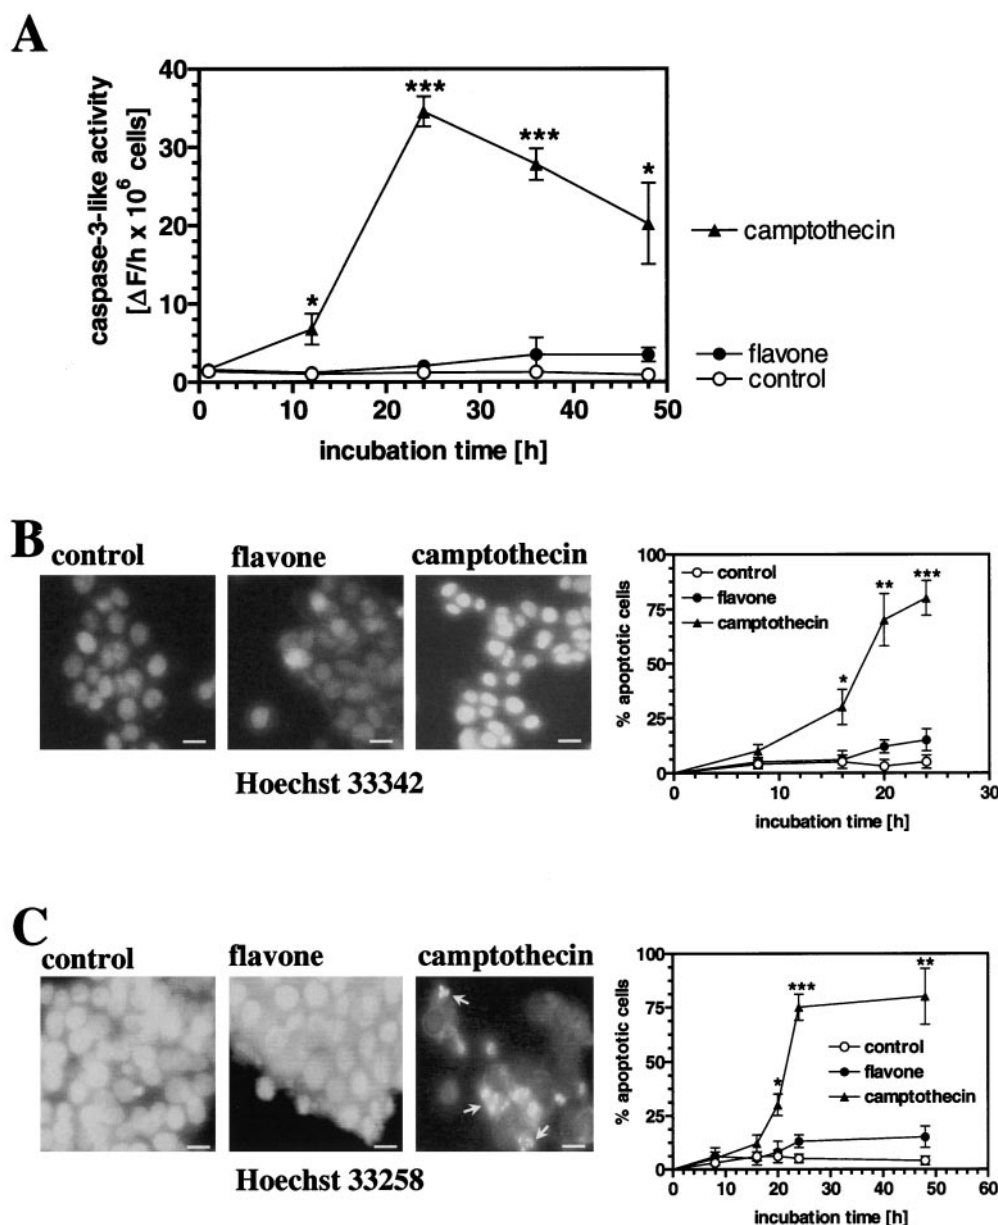 A
caspase-3-like activity
[ΔF/h x 10⁶ cells]
40
30
20
10
0
*
***
***
*
0 10 20 30 40 50
incubation time [h]
camptothecin
flavone
control
B
control flavone camptothecin
Hoechst 33342
% apoptotic cells
100
75
50
25
0
control
flavone
camptothecin
*
**
***
0 10 20 30
incubation time [h]
C
control flavone camptothecin
Hoechst 33258
% apoptotic cells
100
75
50
25
0
*
***
**
control
flavone
camptothecin
0 10 20 30 40 50 60
incubation time [h]